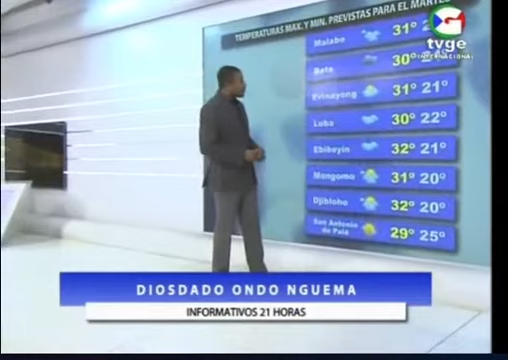 TEMPERATURAS MAX. Y MIN. PREVISTAS PARA EL MARTES
tvge
INTERNACIONAL
Malabo 31°
Bata 30°
Evinayong 31° 21°
Luba 30° 22°
Ebibeyin 32° 21°
Mongomo 31° 20°
Djibloho 32° 20°
San Antonio de Palé 29° 25°
DIOSDADO ONDO NGUEMA
INFORMATIVOS 21 HORAS